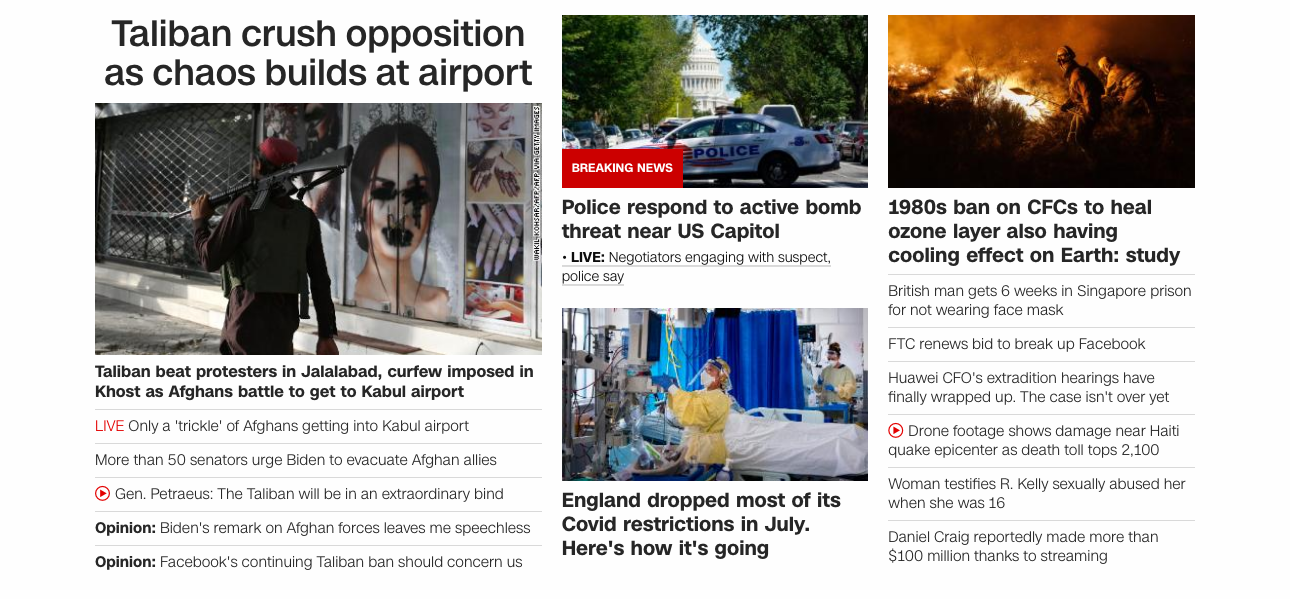 Taliban crush opposition
as chaos builds at airport
WAKIL KOHSAR/AFP/AFP VIA GETTY IMAGES
Taliban beat protesters in Jalalabad, curfew imposed in
Khost as Afghans battle to get to Kabul airport
LIVE Only a 'trickle' of Afghans getting into Kabul airport
More than 50 senators urge Biden to evacuate Afghan allies
Gen. Petraeus: The Taliban will be in an extraordinary bind
Opinion: Biden's remark on Afghan forces leaves me speechless
Opinion: Facebook's continuing Taliban ban should concern us
POLICE
BREAKING NEWS
Police respond to active bomb
threat near US Capitol
• LIVE: Negotiators engaging with suspect,
police say
England dropped most of its
Covid restrictions in July.
Here's how it's going
1980s ban on CFCs to heal
ozone layer also having
cooling effect on Earth: study
British man gets 6 weeks in Singapore prison
for not wearing face mask
FTC renews bid to break up Facebook
Huawei CFO's extradition hearings have
finally wrapped up. The case isn't over yet
Drone footage shows damage near Haiti
quake epicenter as death toll tops 2,100
Woman testifies R. Kelly sexually abused her
when she was 16
Daniel Craig reportedly made more than
$100 million thanks to streaming